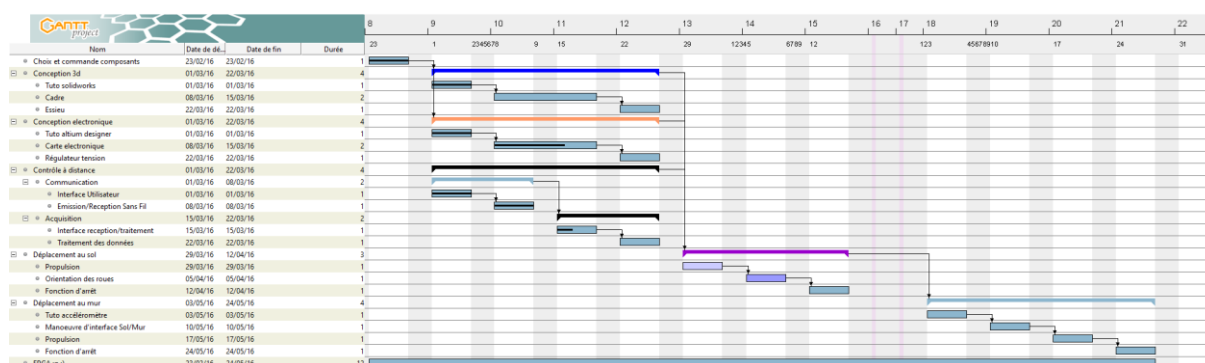 GANTT project
8 9 10 11 12 13 14 15 16 17 18 19 20 21 22
Nom Date de dé... Date de fin Durée 23 1 2345678 9 15 22 29 12345 6789 12 123 45678910 17 24 31
Choix et commande composants 23/02/16 23/02/16 1
Conception 3d 01/03/16 22/03/16 4
Tuto solidworks 01/03/16 01/03/16 1
Cadre 08/03/16 15/03/16 2
Essieu 22/03/16 22/03/16 1
Conception electronique 01/03/16 22/03/16 4
Tuto altium designer 01/03/16 01/03/16 1
Carte electronique 08/03/16 15/03/16 2
Régulateur tension 22/03/16 22/03/16 1
Contrôle à distance 01/03/16 22/03/16 4
Communication 01/03/16 08/03/16 2
Interface Utilisateur 01/03/16 01/03/16 1
Emission/Reception Sans Fil 08/03/16 08/03/16 1
Acquisition 15/03/16 22/03/16 2
Interface reception/traitement 15/03/16 15/03/16 1
Traitement des données 22/03/16 22/03/16 1
Déplacement au sol 29/03/16 12/04/16 3
Propulsion 29/03/16 29/03/16 1
Orientation des roues 05/04/16 05/04/16 1
Fonction d'arrêt 12/04/16 12/04/16 1
Déplacement au mur 03/05/16 24/05/16 4
Tuto accéléromètre 03/05/16 03/05/16 1
Manoeuvre d'interface Sol/Mur 10/05/16 10/05/16 1
Propulsion 17/05/16 17/05/16 1
Fonction d'arrêt 24/05/16 24/05/16 1